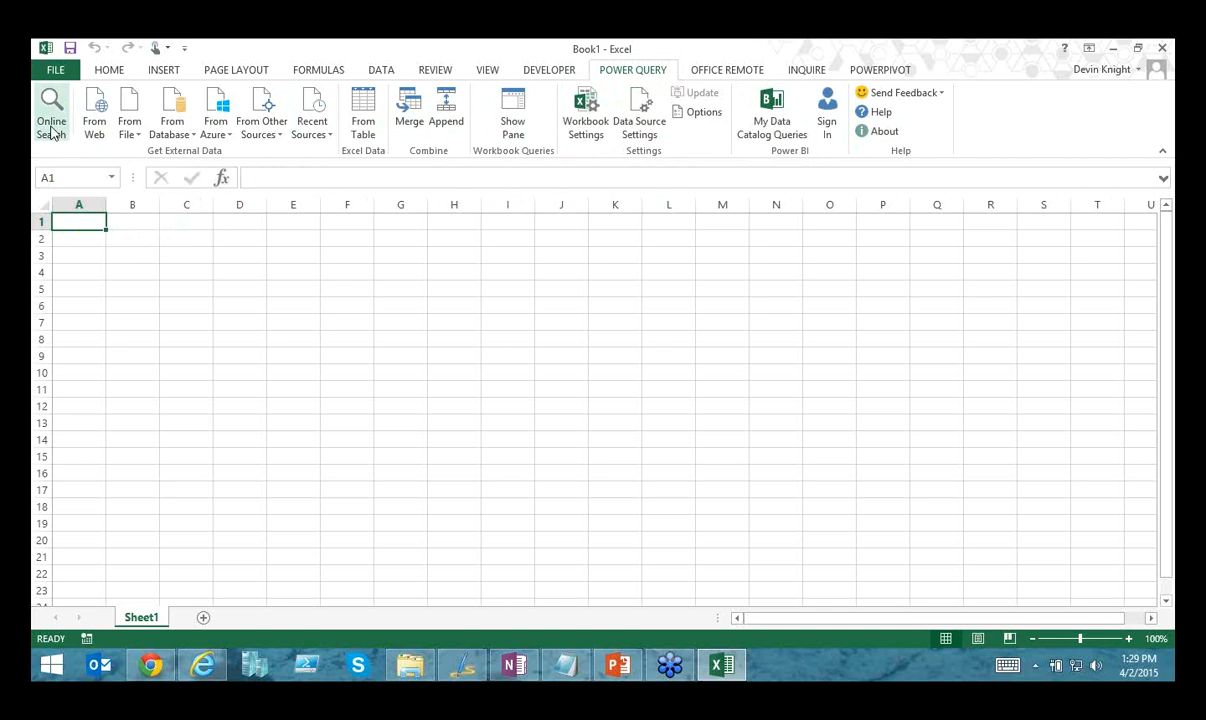 Book1 - Excel
FILE HOME INSERT PAGE LAYOUT FORMULAS DATA REVIEW VIEW DEVELOPER POWER QUERY OFFICE REMOTE INQUIRE POWERPIVOT Devin Knight
Online Search
From Web
From File
From Database
From Azure
From Other Sources
Recent Sources
Get External Data
From Table
Excel Data
Merge Append
Combine
Show Pane
Workbook Queries
Workbook Settings
Data Source Settings
Update
Options
Settings
My Data Catalog Queries
Sign In
Power BI
Send Feedback
Help
About
Help
A1
fx
A B C D E F G H I J K L M N O P Q R S T U
1
2
3
4
5
6
7
8
9
10
11
12
13
14
15
16
17
18
19
20
21
22
23
24
Sheet1
READY 100%
1:29 PM
4/2/2015